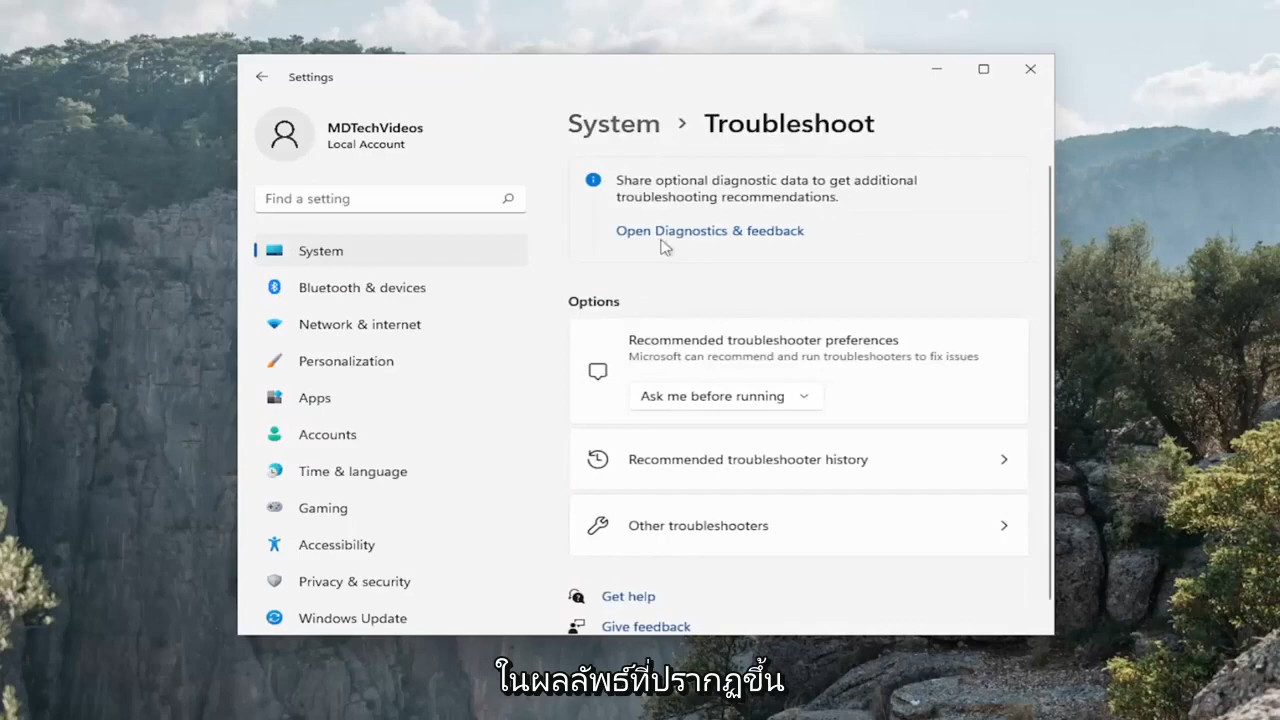 Settings
MDTechVideos
Local Account
Find a setting
System
Bluetooth & devices
Network & internet
Personalization
Apps
Accounts
Time & language
Gaming
Accessibility
Privacy & security
Windows Update
System › Troubleshoot
Share optional diagnostic data to get additional
troubleshooting recommendations.
Open Diagnostics & feedback
Options
Recommended troubleshooter preferences
Microsoft can recommend and run troubleshooters to fix issues
Ask me before running
Recommended troubleshooter history
Other troubleshooters
Get help
Give feedback
ในผลลัพธ์ที่ปรากฏขึ้น